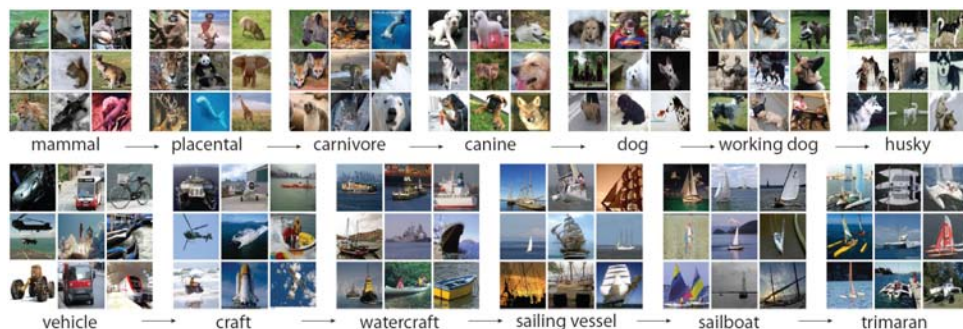 mammal → placental → carnivore → canine → dog → working dog → husky
vehicle → craft → watercraft → sailing vessel → sailboat → trimaran